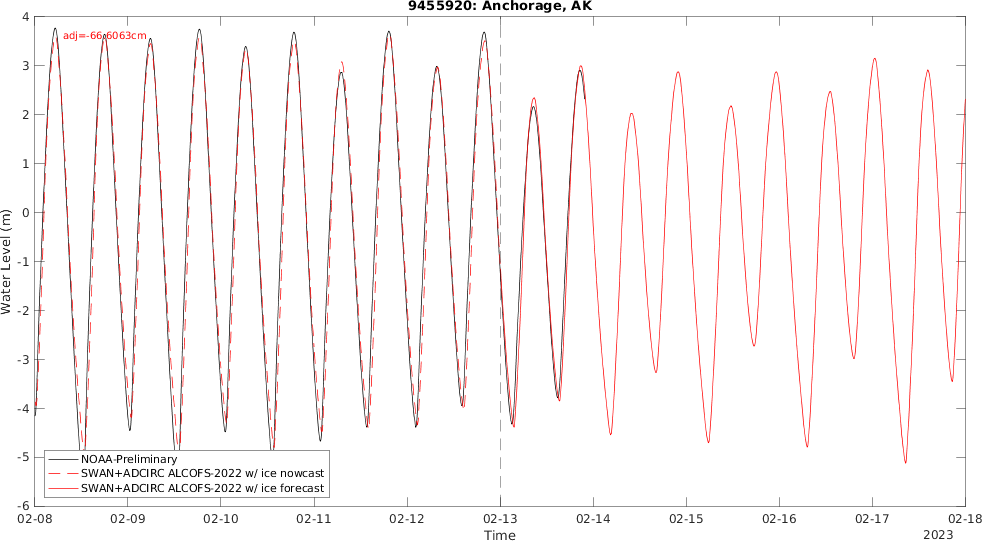 9455920: Anchorage, AK
adj=-66.6063cm
4
3
2
1
0
-1
-2
-3
-4
-5
-6
Water Level (m)
NOAA-Preliminary
SWAN+ADCIRC ALCOFS-2022 w/ ice nowcast
SWAN+ADCIRC ALCOFS-2022 w/ ice forecast
02-08 02-09 02-10 02-11 02-12 02-13 02-14 02-15 02-16 02-17 02-18
Time
2023